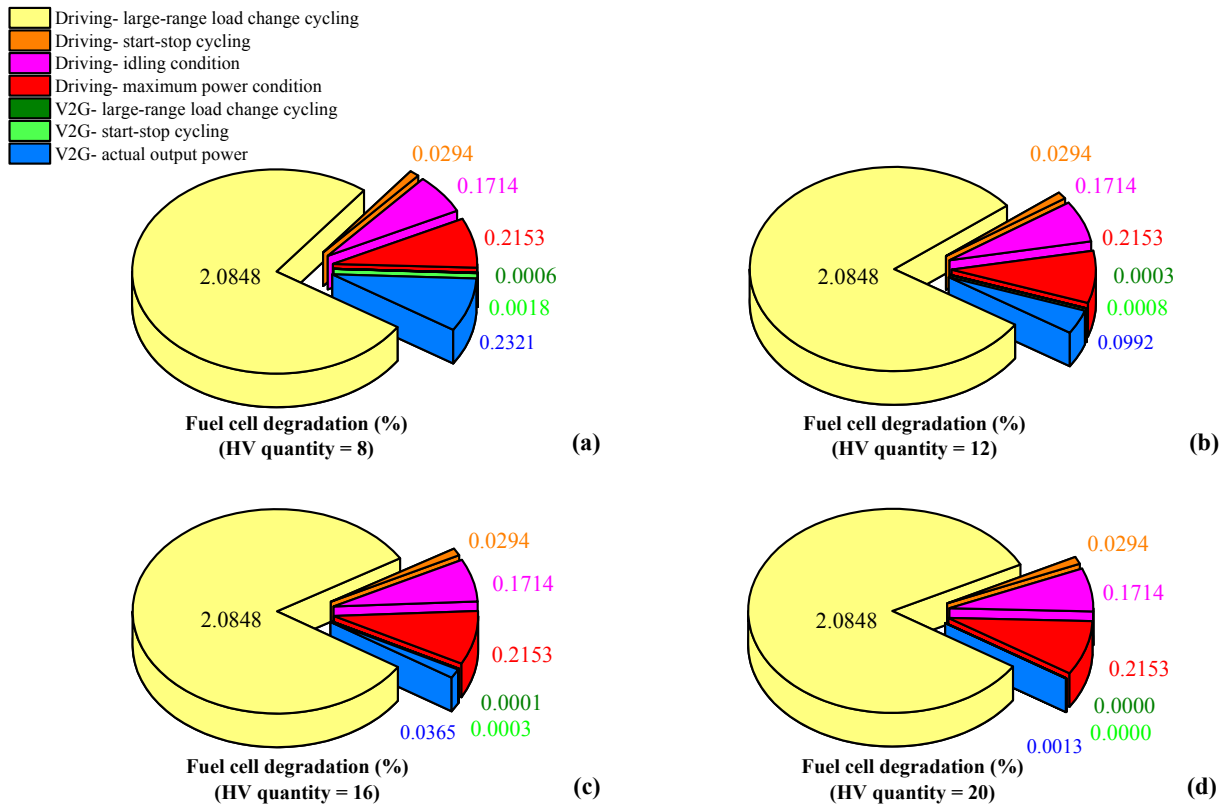 Driving- large-range load change cycling
Driving- start-stop cycling
Driving- idling condition
Driving- maximum power condition
V2G- large-range load change cycling
V2G- start-stop cycling
V2G- actual output power
0.0294
0.1714
0.2153
0.0006
0.0018
0.2321
2.0848
Fuel cell degradation (%)
(HV quantity = 8)
(a)
0.0294
0.1714
0.2153
0.0003
0.0008
0.0992
2.0848
Fuel cell degradation (%)
(HV quantity = 12)
(b)
0.0294
0.1714
2.0848
0.2153
0.0001
0.0003
0.0365
Fuel cell degradation (%)
(HV quantity = 16)
(c)
0.0294
0.1714
2.0848
0.2153
0.0000
0.0000
0.0013
Fuel cell degradation (%)
(HV quantity = 20)
(d)